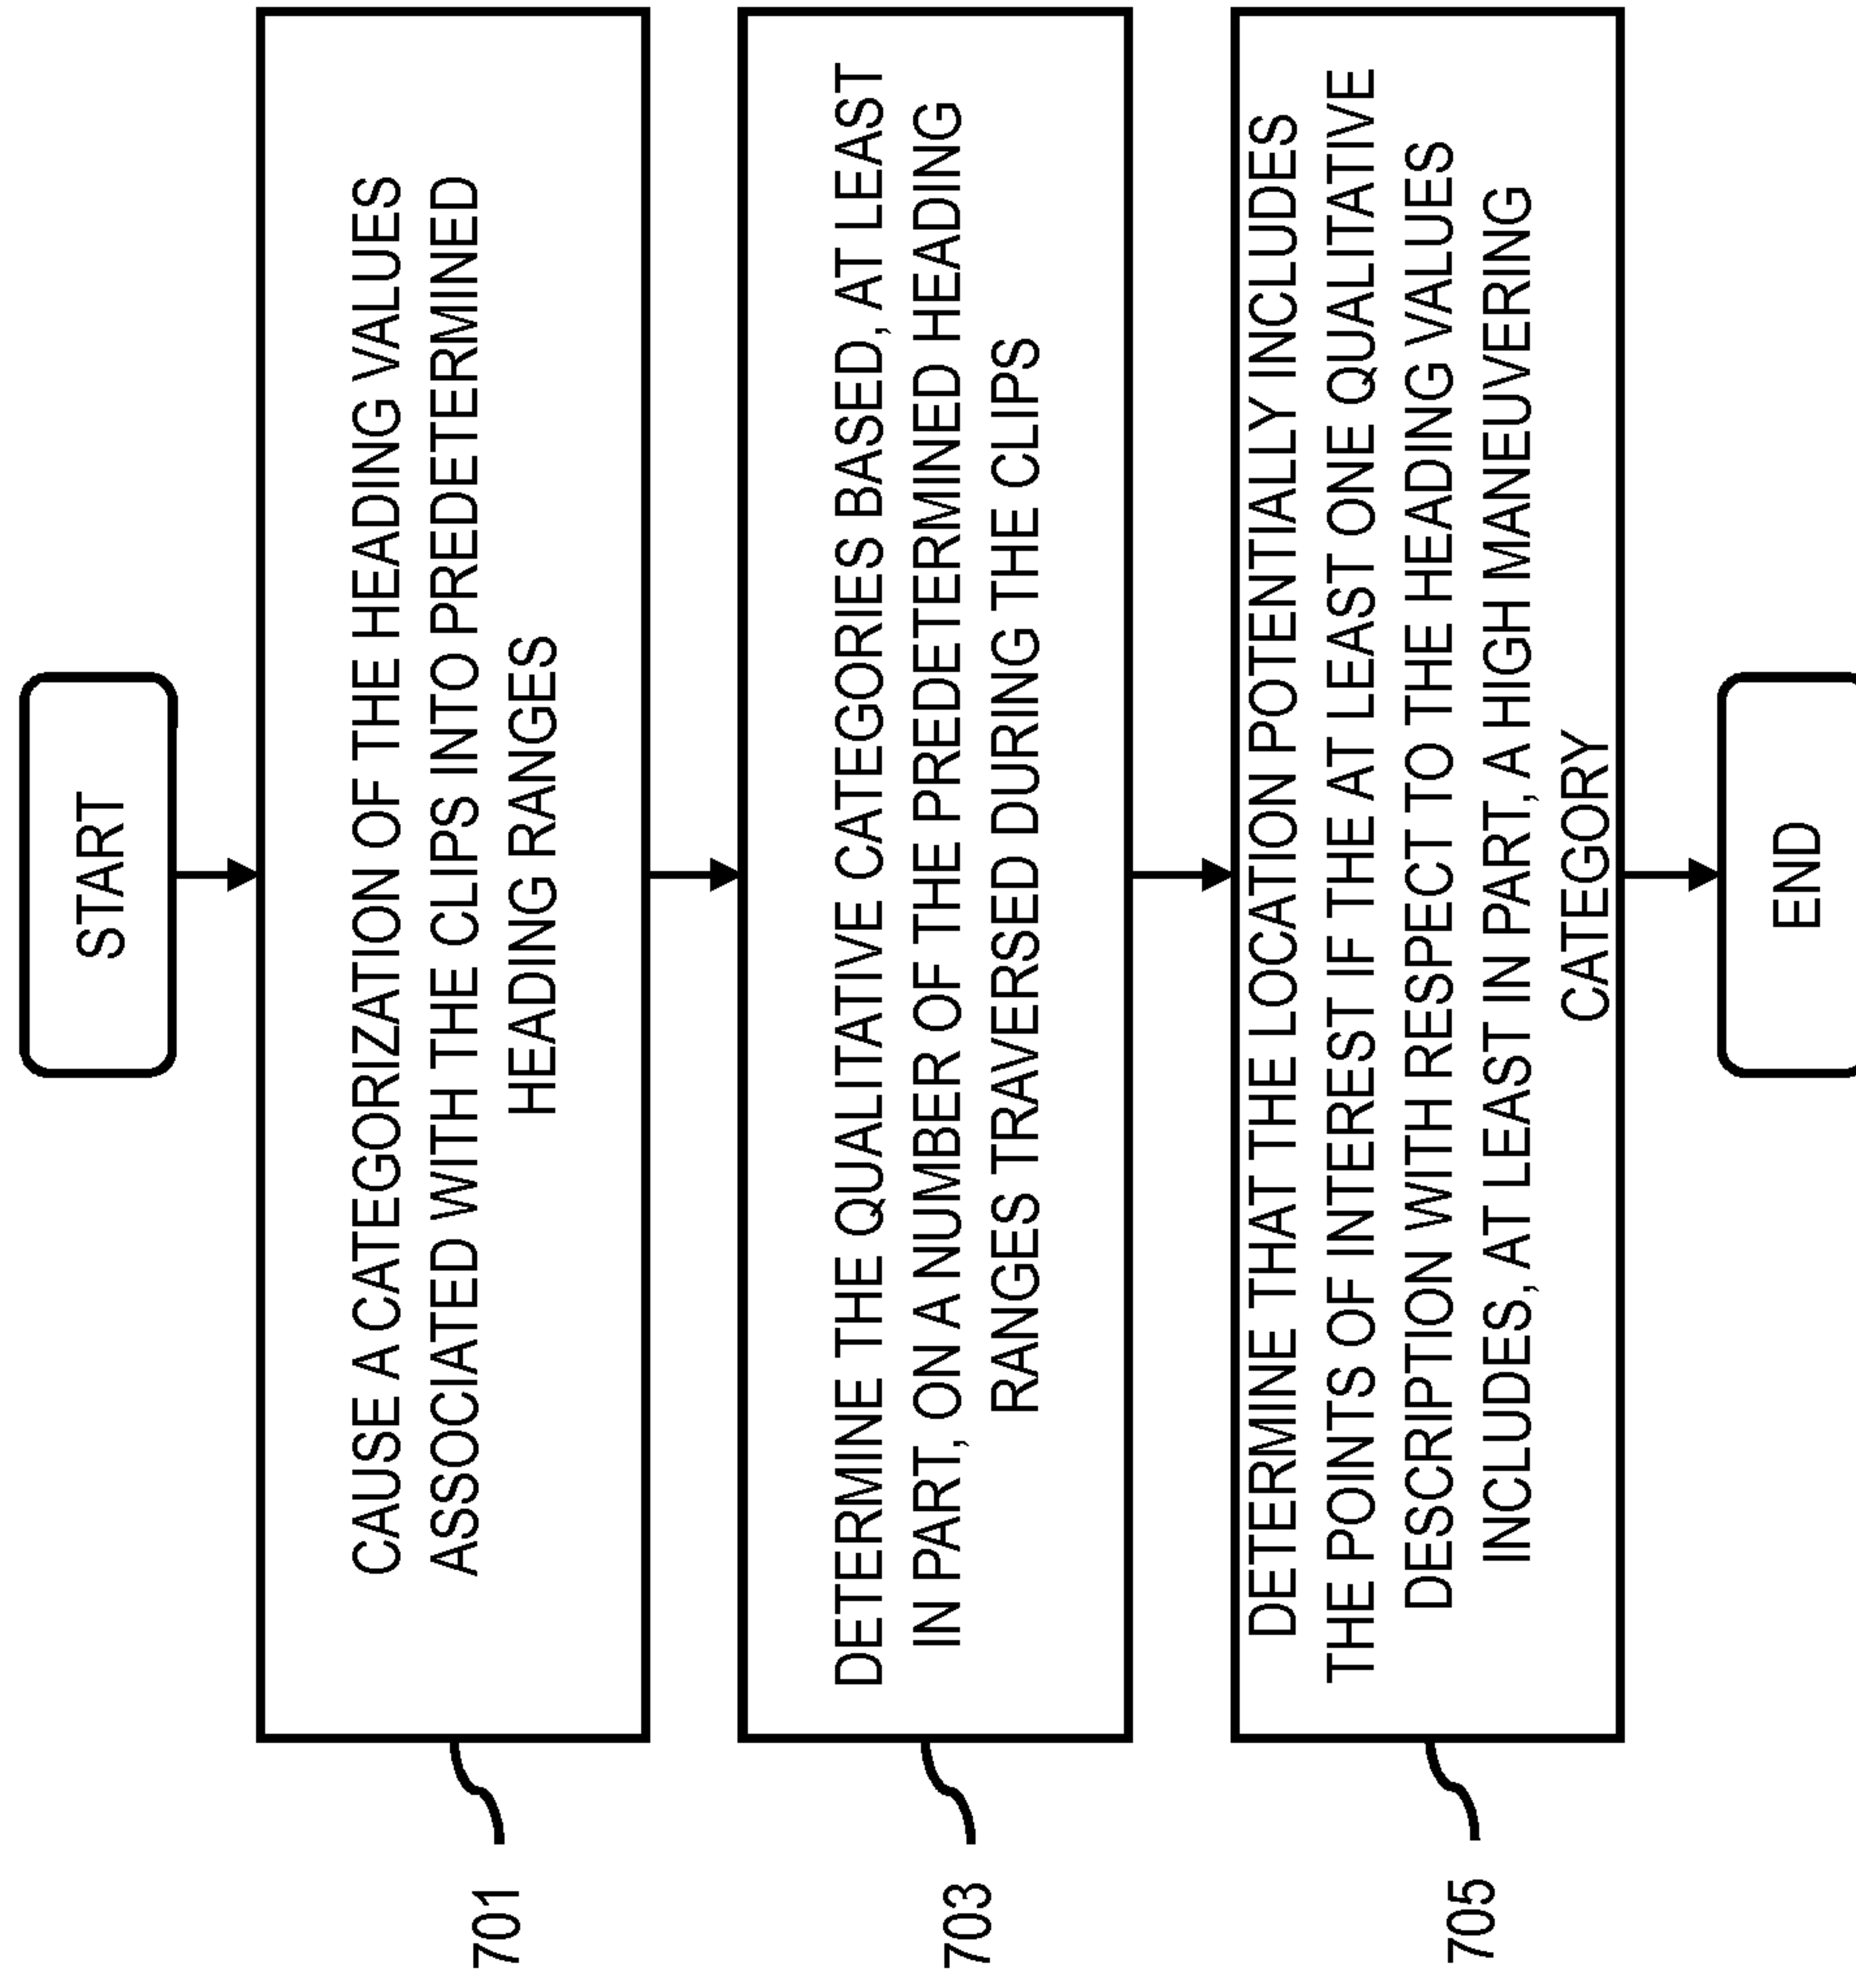 START
CAUSE A CATEGORIZATION OF THE HEADING VALUES
ASSOCIATED WITH THE CLIPS INTO PREDETERMINED
HEADING RANGES
701
DETERMINE THE QUALITATIVE CATEGORIES BASED, AT LEAST
IN PART, ON A NUMBER OF THE PREDETERMINED HEADING
RANGES TRAVERSED DURING THE CLIPS
703
DETERMINE THAT THE LOCATION POTENTIALLY INCLUDES
THE POINTS OF INTEREST IF THE AT LEAST ONE QUALITATIVE
DESCRIPTION WITH RESPECT TO THE HEADING VALUES
INCLUDES, AT LEAST IN PART, A HIGH MANEUVERING
CATEGORY
705
END